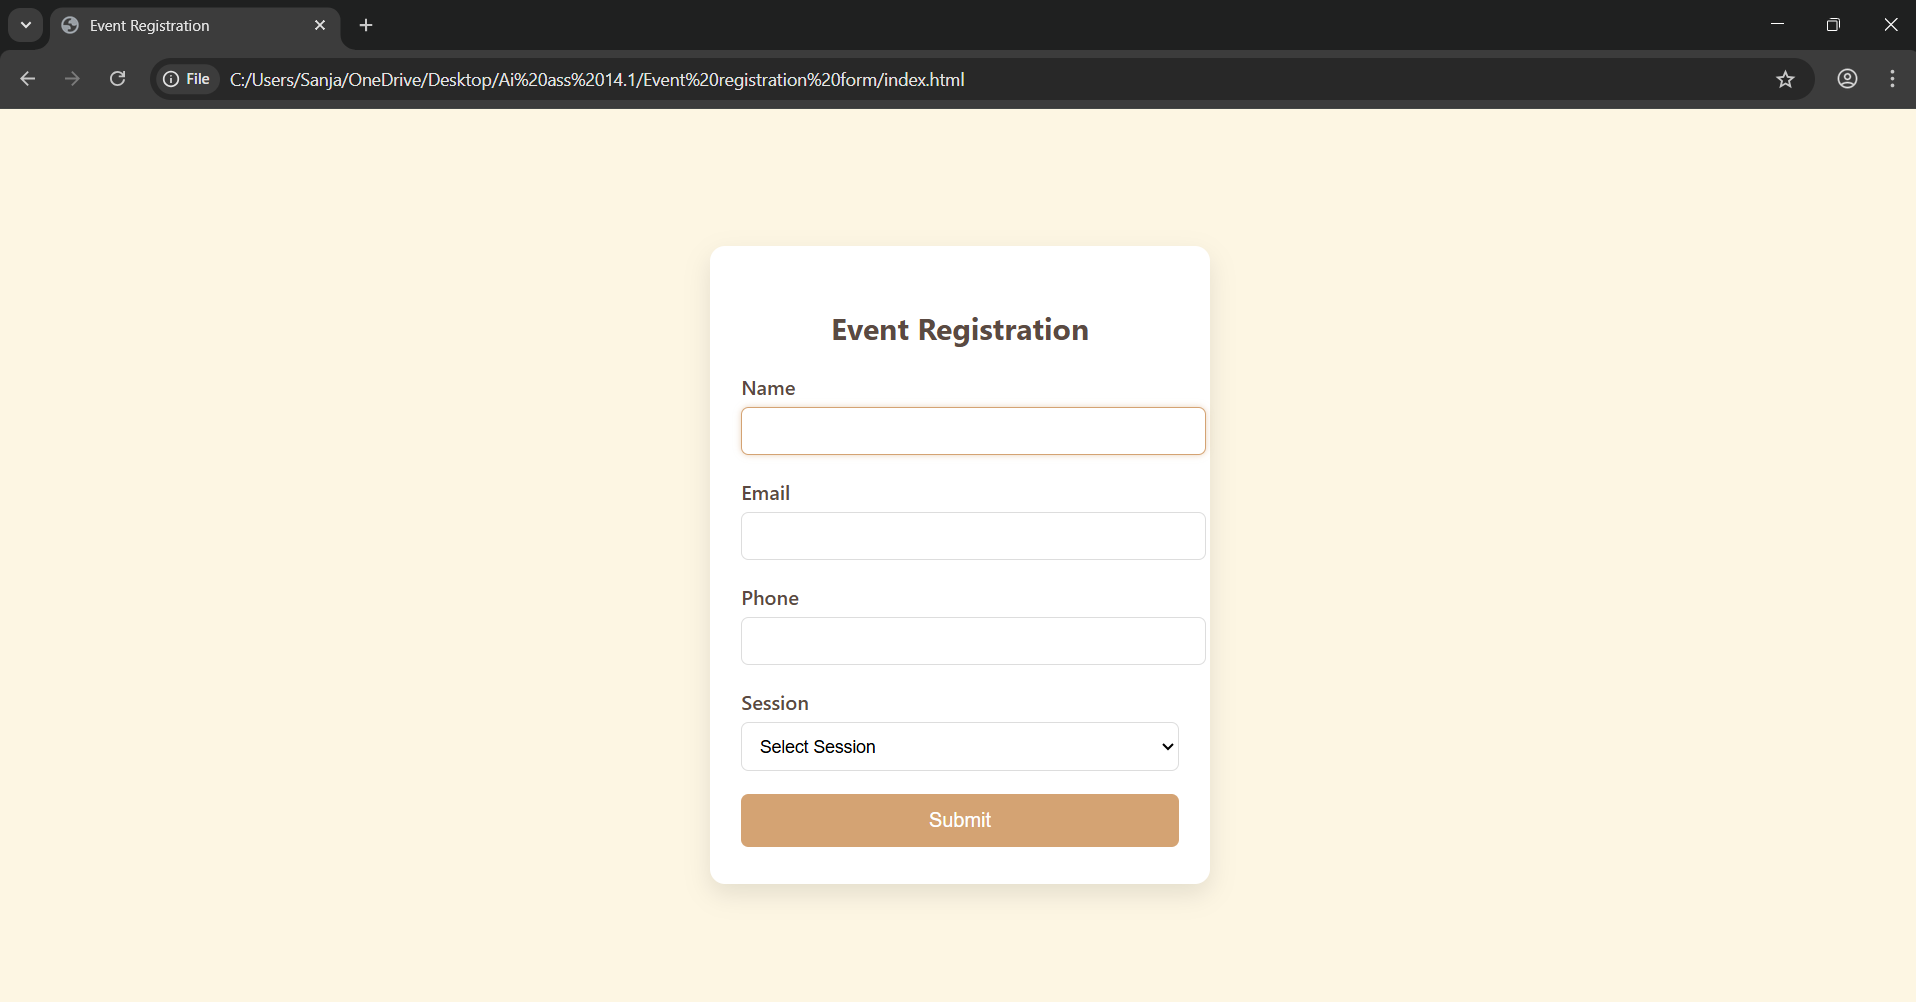 Event Registration
File C:/Users/Sanja/OneDrive/Desktop/Ai%20ass%2014.1/Event%20registration%20form/index.html
Event Registration
Name
Email
Phone
Session
Select Session
Submit